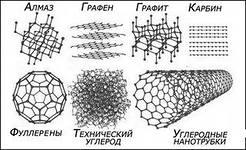 Алмаз Графен Графит Карбин
Фуллерены Технический Углеродные
углерод нанотрубки